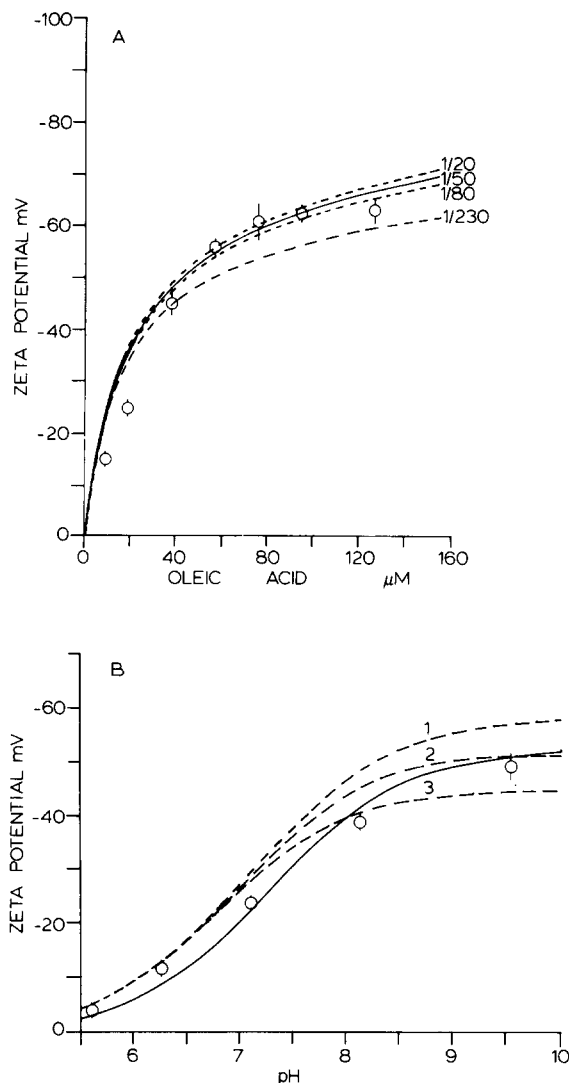 A
-100
-80
-60
-40
-20
0
ZETA POTENTIAL mV
1/20
1/50
1/80
1/230
0 40 80 120 160
OLEIC ACID μM
B
-60
-40
-20
0
ZETA POTENTIAL mV
1
2
3
6 7 8 9 10
pH